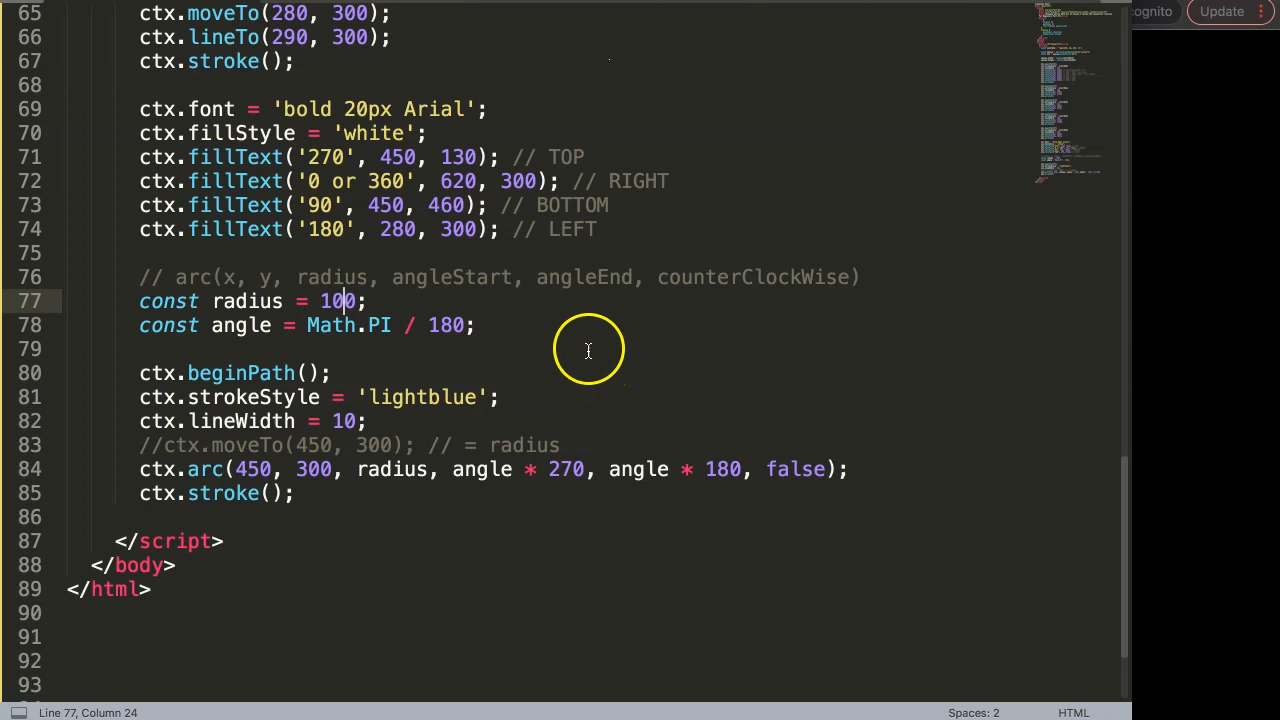 65 ctx.moveTo(280, 300);
66 ctx.lineTo(290, 300);
67 ctx.stroke();
68
69 ctx.font = 'bold 20px Arial';
70 ctx.fillStyle = 'white';
71 ctx.fillText('270', 450, 130); // TOP
72 ctx.fillText('0 or 360', 620, 300); // RIGHT
73 ctx.fillText('90', 450, 460); // BOTTOM
74 ctx.fillText('180', 280, 300); // LEFT
75
76 // arc(x, y, radius, angleStart, angleEnd, counterClockWise)
77 const radius = 100;
78 const angle = Math.PI / 180;
79
80 ctx.beginPath();
81 ctx.strokeStyle = 'lightblue';
82 ctx.lineWidth = 10;
83 //ctx.moveTo(450, 300); // = radius
84 ctx.arc(450, 300, radius, angle * 270, angle * 180, false);
85 ctx.stroke();
86
87 </script>
88 </body>
89 </html>
90
91
92
93
Line 77, Column 24 Spaces: 2 HTML
cognito Update